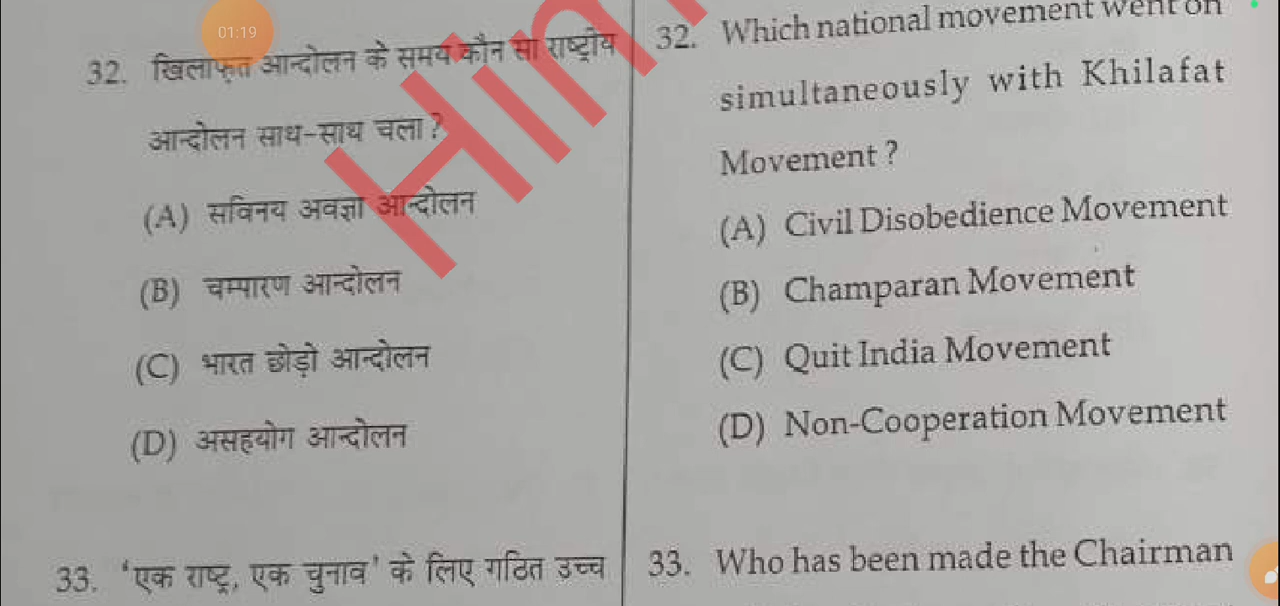 01:19
32. खिलाफ़त आन्दोलन के समय कौन सा राष्ट्रीय
आन्दोलन साथ-साथ चला ?
(A) सविनय अवज्ञा आन्दोलन
(B) चम्पारण आन्दोलन
(C) भारत छोड़ो आन्दोलन
(D) असहयोग आन्दोलन
33. 'एक राष्ट्र, एक चुनाव' के लिए गठित उच्च
32. Which national movement went on
simultaneously with Khilafat
Movement ?
(A) Civil Disobedience Movement
(B) Champaran Movement
(C) Quit India Movement
(D) Non-Cooperation Movement
33. Who has been made the Chairman
Him